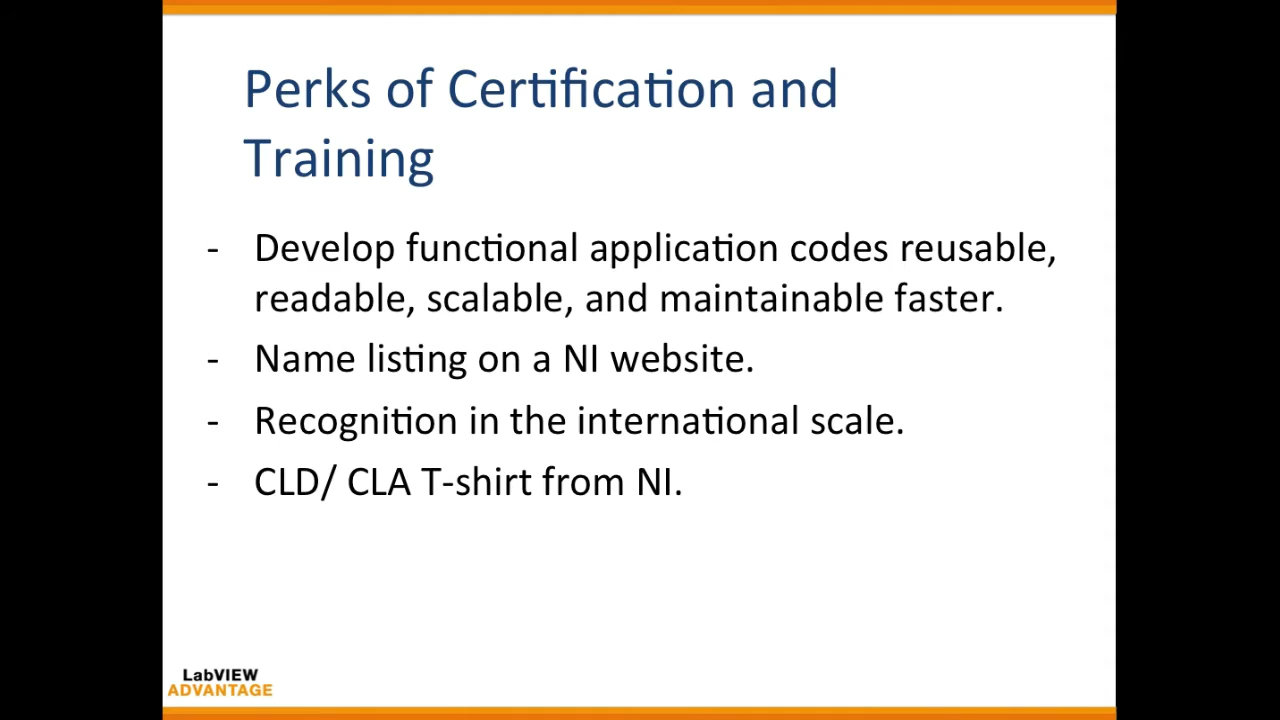 Perks of Certification and
Training
- Develop functional application codes reusable,
readable, scalable, and maintainable faster.
- Name listing on a NI website.
- Recognition in the international scale.
- CLD/ CLA T-shirt from NI.
LabVIEW
ADVANTAGE